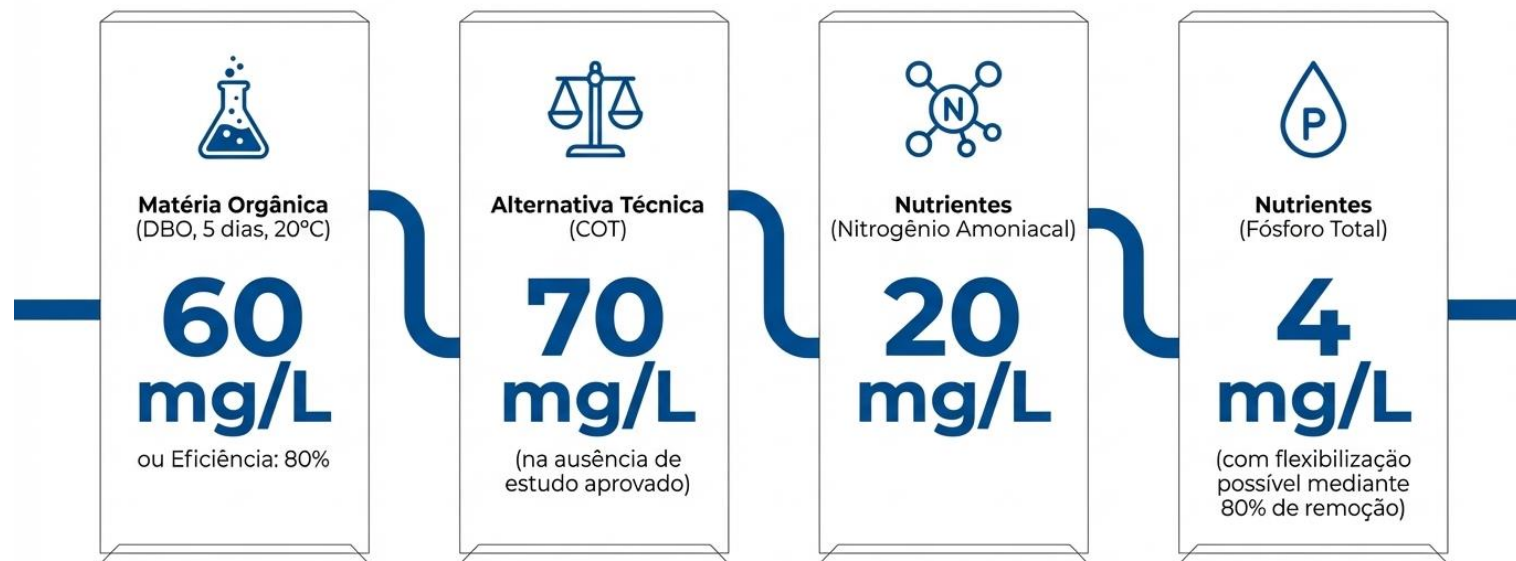 Matéria Orgânica
(DBO, 5 dias, 20ºC)
60
mg/L
ou Eficiência: 80%
Alternativa Técnica
(COT)
70
mg/L
(na ausência de
estudo aprovado)
N
Nutrientes
(Nitrogênio Amoniacal)
20
mg/L
P
Nutrientes
(Fósforo Total)
4
mg/L
(com flexibilização
possível mediante
80% de remoção)